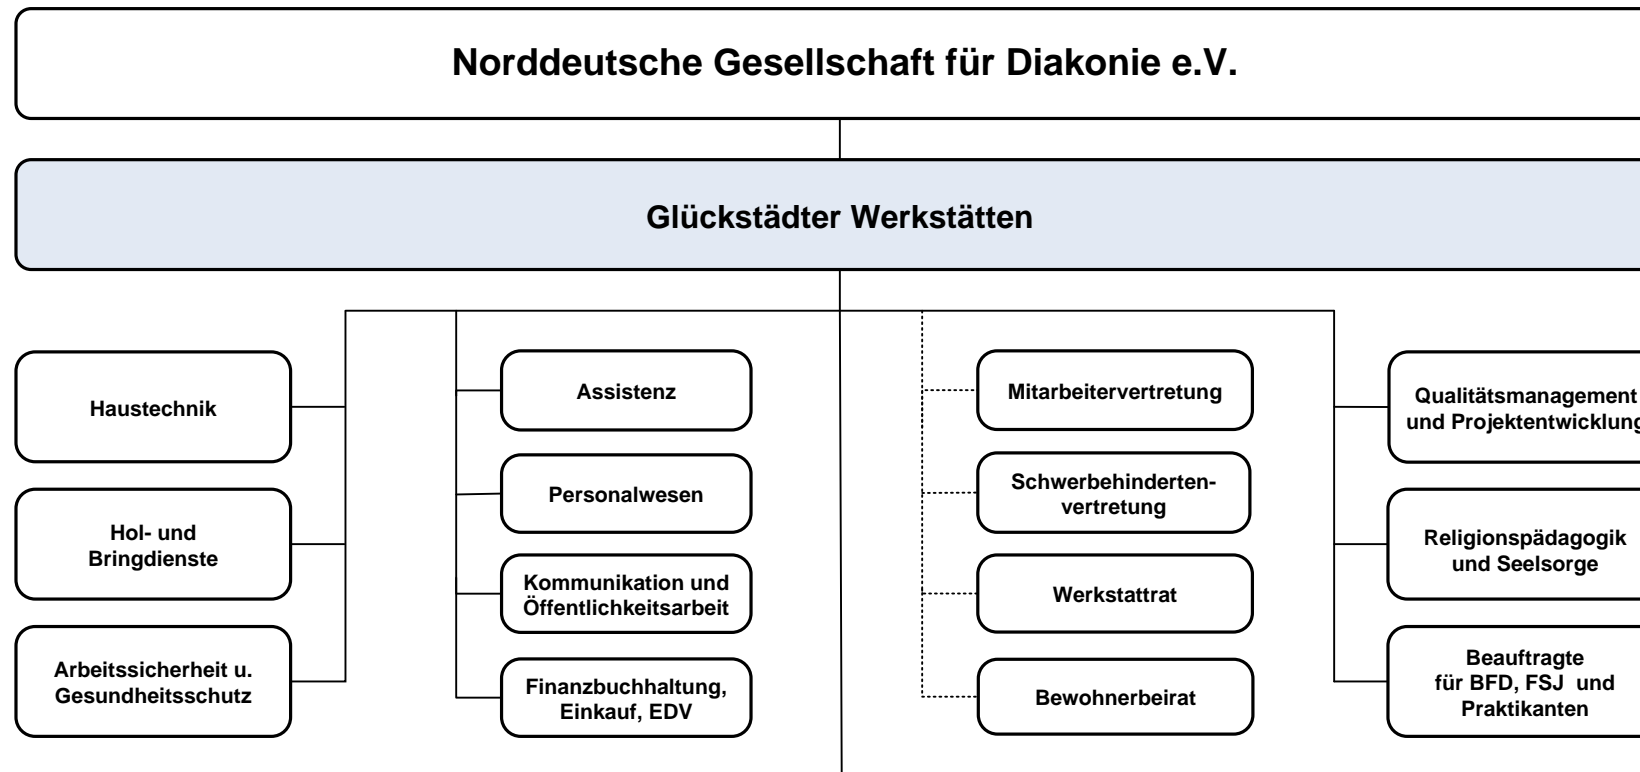 Norddeutsche Gesellschaft für Diakonie e.V.
Glückstädter Werkstätten
Haustechnik
Hol- und
Bringdienste
Arbeitssicherheit u.
Gesundheitsschutz
Assistenz
Personalwesen
Kommunikation und
Öffentlichkeitsarbeit
Finanzbuchhaltung,
Einkauf, EDV
Mitarbeitervertretung
Schwerbehinderten-
vertretung
Werkstattrat
Bewohnerbeirat
Qualitätsmanagement
und Projektentwicklung
Religionspädagogik
und Seelsorge
Beauftragte
für BFD, FSJ und
Praktikanten